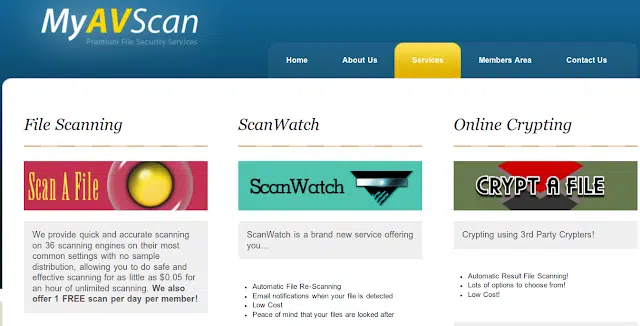 MyAVScan
Premium File Security Services
Home
About Us
Services
Members Area
Contact Us
File Scanning
Scan A File
We provide quick and accurate scanning
on 36 scanning engines on their most
common settings with no sample
distribution, allowing you to do safe and
effective scanning for as little as $0.05 for
an hour of unlimited scanning. We also
offer 1 FREE scan per day per member!
ScanWatch
ScanWatch
ScanWatch is a brand new service offering
you...
Automatic File Re-Scanning
Email notifications when your file is detected
Low Cost
Peace of mind that your files are looked after
Online Crypting
CRYPT A FILE
Crypting using 3rd Party Crypters!
Automatic Result File Scanning!
Lots of options to choose from!
Low Cost!